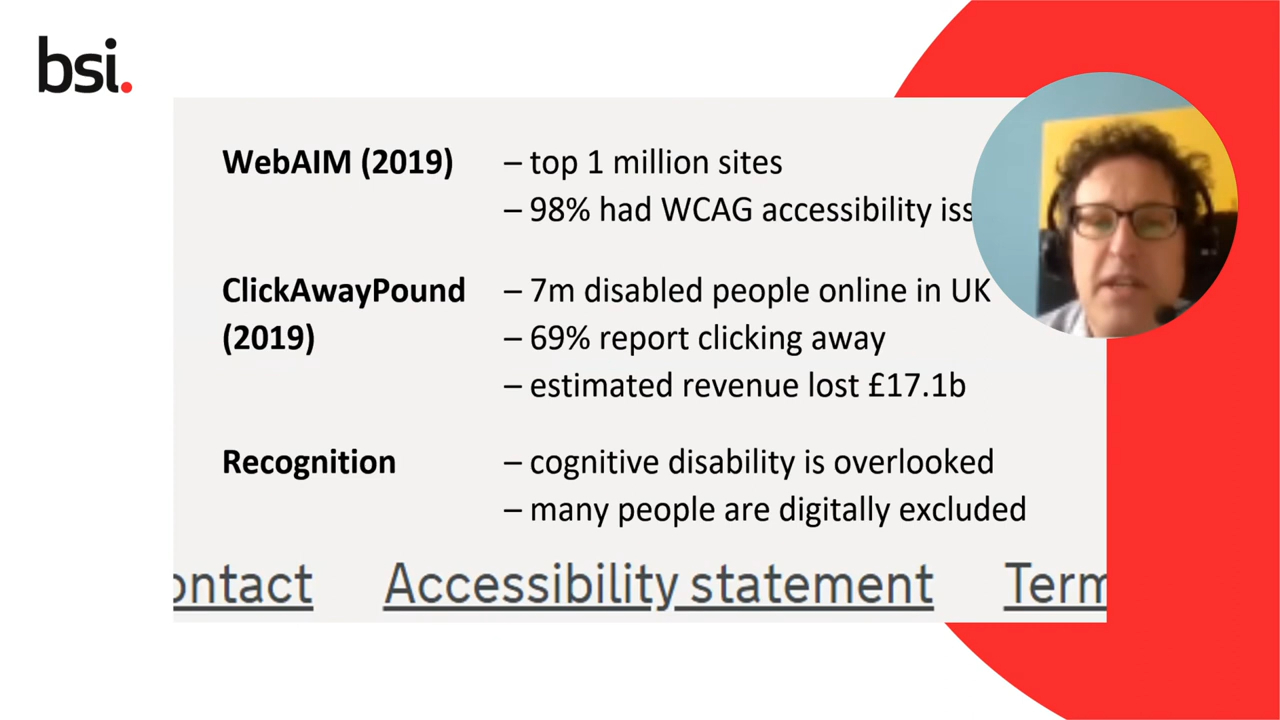 bsi.
WebAIM (2019) – top 1 million sites
– 98% had WCAG accessibility iss
ClickAwayPound – 7m disabled people online in UK
(2019) – 69% report clicking away
– estimated revenue lost £17.1b
Recognition – cognitive disability is overlooked
– many people are digitally excluded
ontact Accessibility statement Term